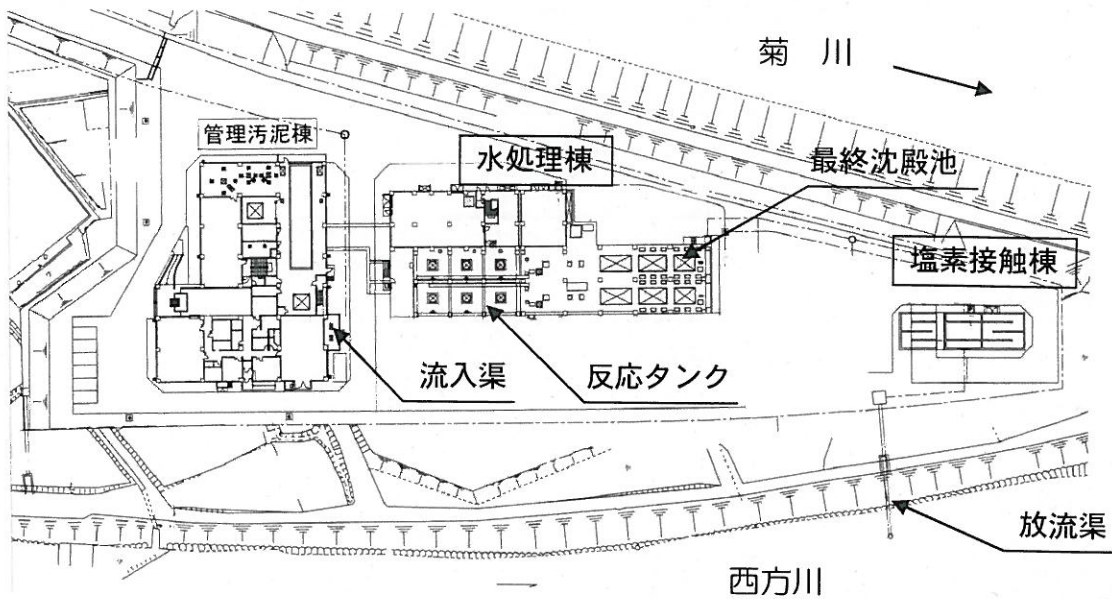 菊 川
管理汚泥棟
水処理棟
最終沈殿池
塩素接触棟
流入渠
反応タンク
放流渠
西方川